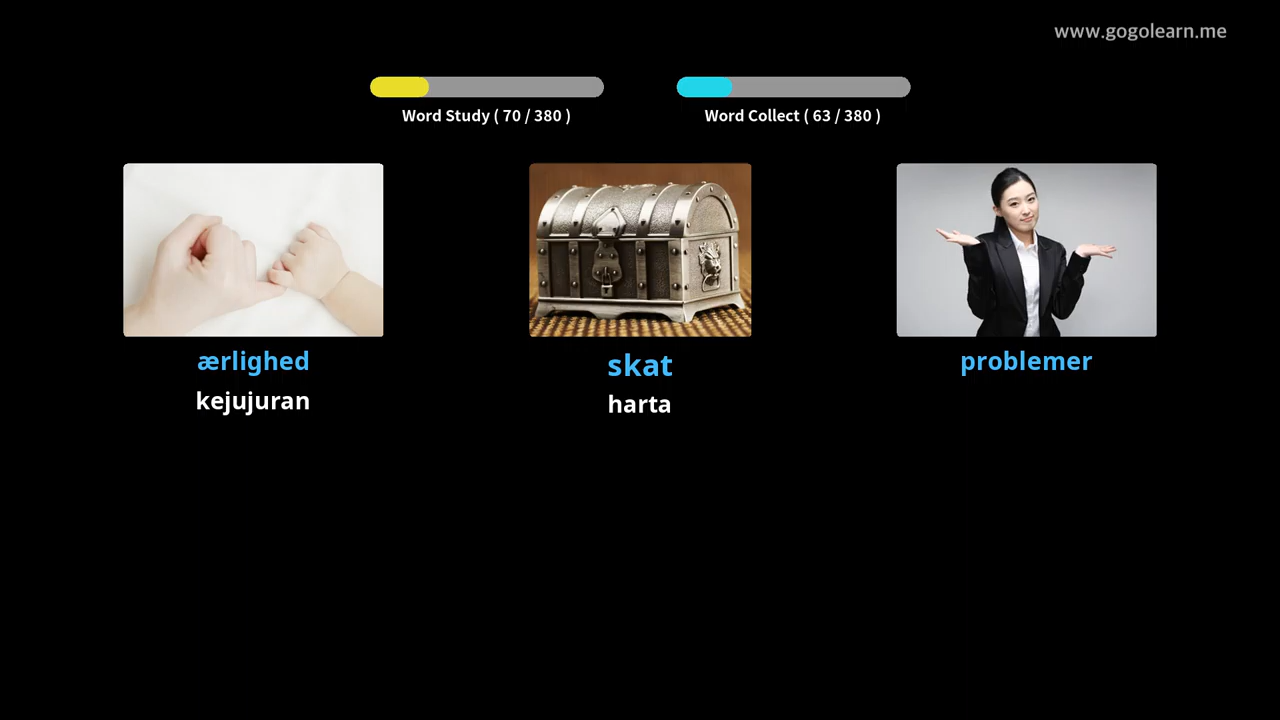 www.gogolearn.me
Word Study ( 70 / 380 )
Word Collect ( 63 / 380 )
ærlighed
kejujuran
skat
harta
problemer